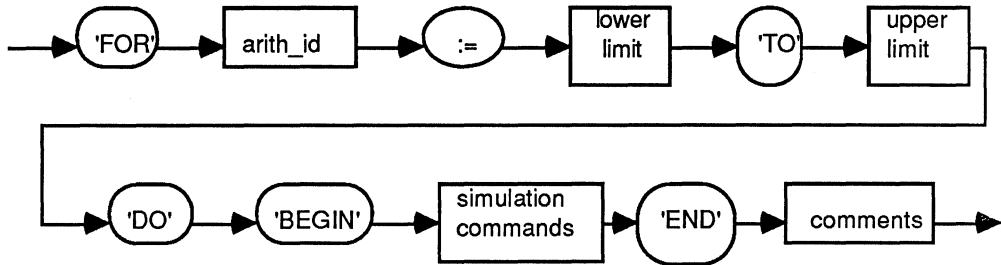 'FOR'
arith_id
:=
lower
limit
'TO'
upper
limit
'DO'
'BEGIN'
simulation
commands
'END'
comments